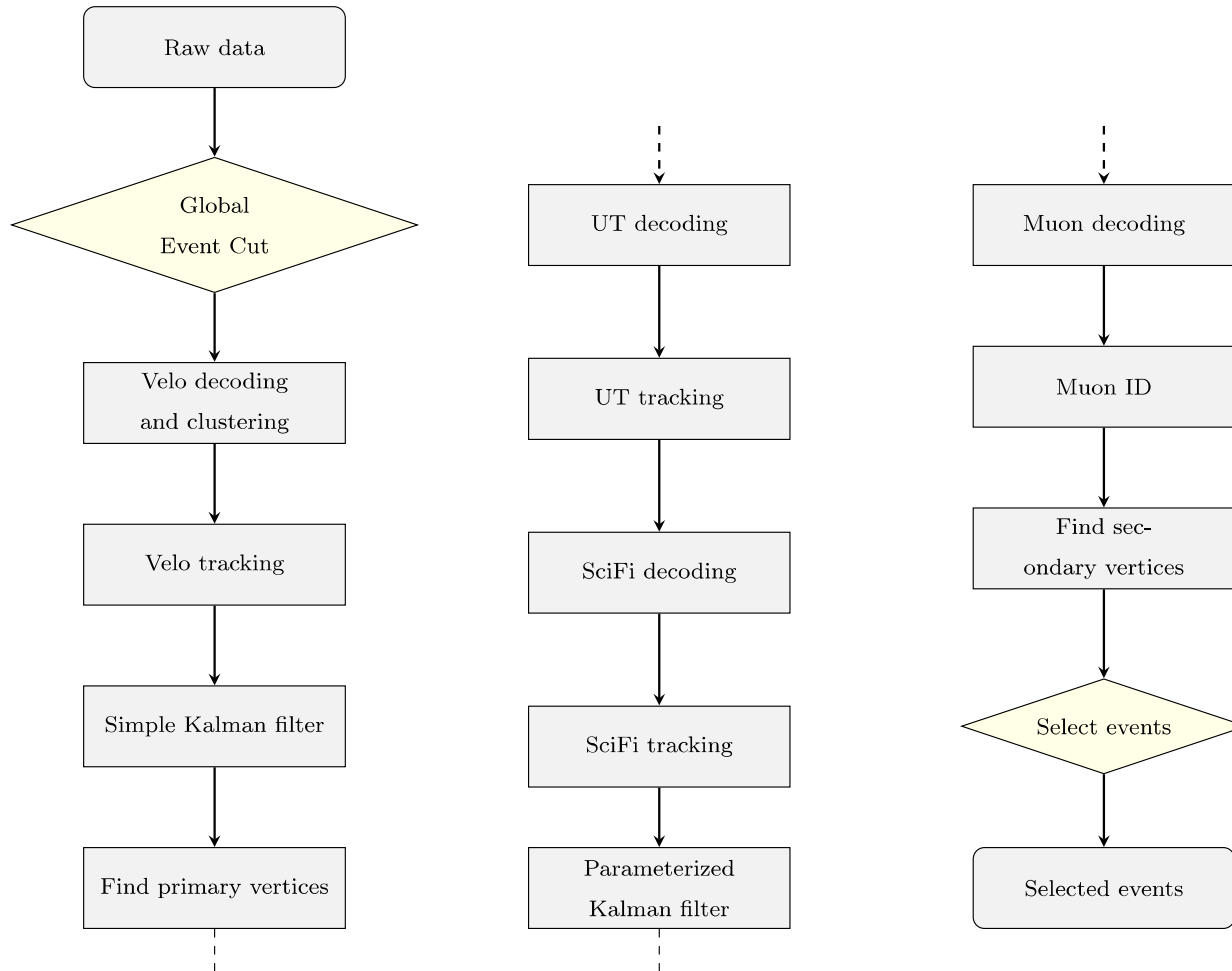 Raw data
Global
Event Cut
Velo decoding
and clustering
Velo tracking
Simple Kalman filter
Find primary vertices
UT decoding
UT tracking
SciFi decoding
SciFi tracking
Parameterized
Kalman filter
Muon decoding
Muon ID
Find sec-
ondary vertices
Select events
Selected events